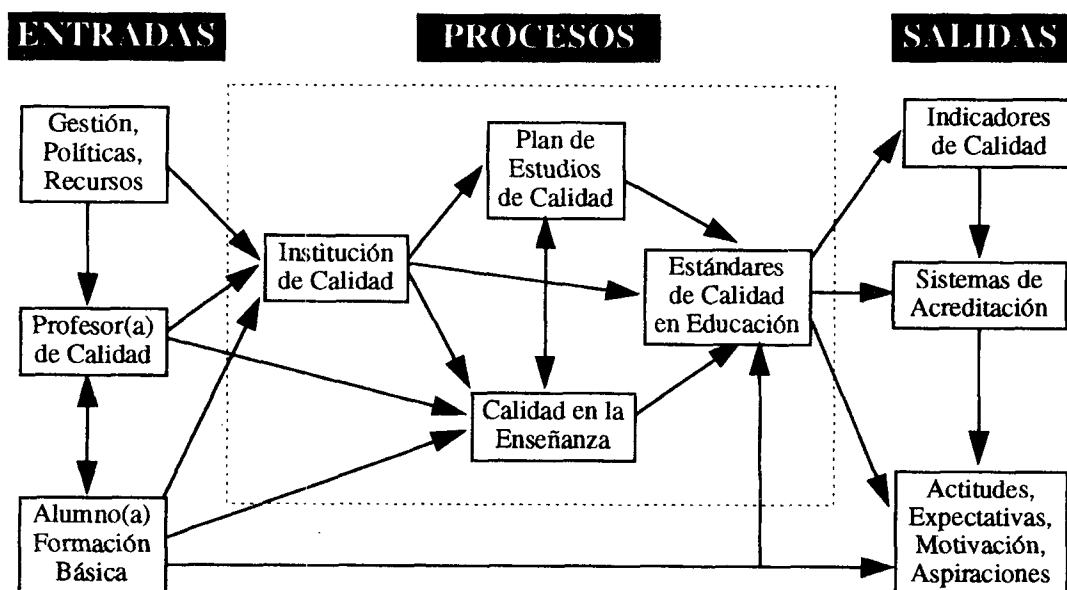 ENTRADAS
PROCESOS
SALIDAS
Gestión,
Políticas,
Recursos
Profesor(a)
de Calidad
Alumno(a)
Formación
Básica
Institución
de Calidad
Plan de
Estudios
de Calidad
Calidad en la
Enseñanza
Estándares
de Calidad
en Educación
Indicadores
de Calidad
Sistemas de
Acreditación
Actitudes,
Expectativas,
Motivación,
Aspiraciones